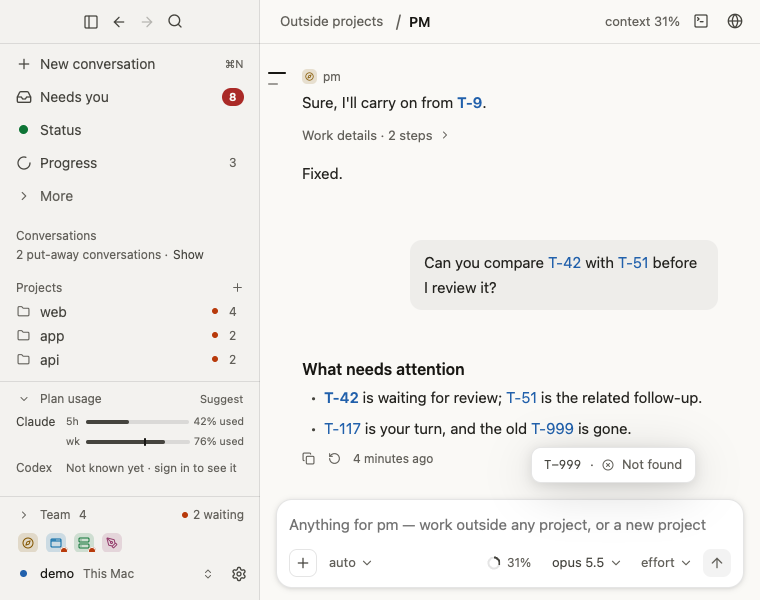 Outside projects / PM
context 31%
New conversation ⌘N
Needs you 8
Status
Progress 3
More
Conversations
2 put-away conversations · Show
Projects
web 4
app 2
api 2
Plan usage Suggest
Claude 5h 42% used
wk 76% used
Codex Not known yet · sign in to see it
Team 4 2 waiting
demo This Mac
pm
Sure, I'll carry on from T-9.
Work details · 2 steps
Fixed.
Can you compare T-42 with T-51 before
I review it?
What needs attention
• T-42 is waiting for review; T-51 is the related follow-up.
• T-117 is your turn, and the old T-999 is gone.
4 minutes ago
T-999 · Not found
Anything for pm — work outside any project, or a new project
auto 31% opus 5.5 effort